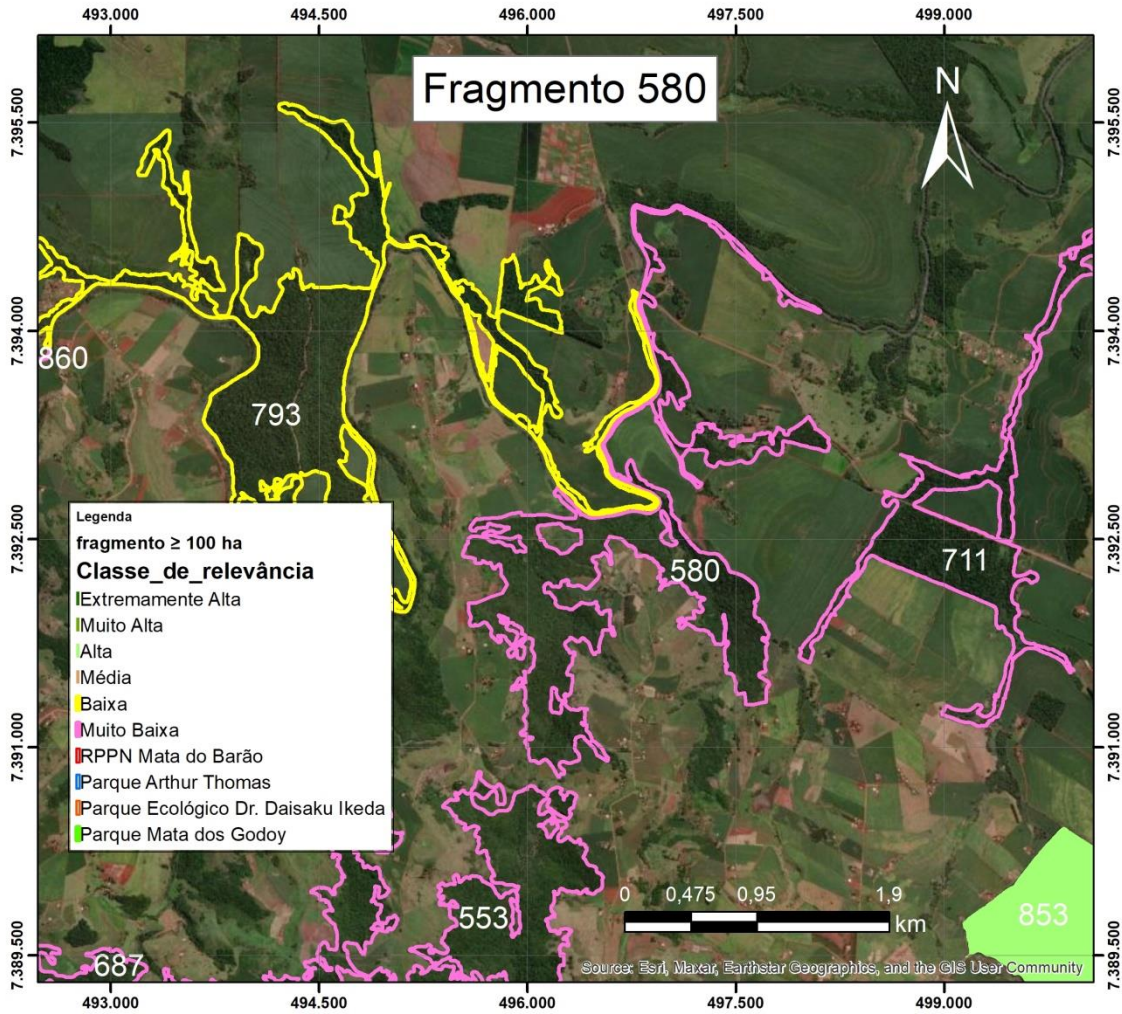 493.000 494.500 496.000 497.500 499.000
Fragmento 580
N
7.395.500 7.395.500
7.394.000 7.394.000
860
793
7.392.500 7.392.500
580
711
Legenda
fragmento ≥ 100 ha
Classe_de_relevância
Extremamente Alta
Muito Alta
Alta
Média
Baixa
Muito Baixa
RPPN Mata do Barão
Parque Arthur Thomas
Parque Ecológico Dr. Daisaku Ikeda
Parque Mata dos Godoy
7.391.000 7.391.000
0 0,475 0,95 1,9
km
553
853
687
7.389.500 7.389.500
Source: Esri, Maxar, Earthstar Geographics, and the GIS User Community
493.000 494.500 496.000 497.500 499.000